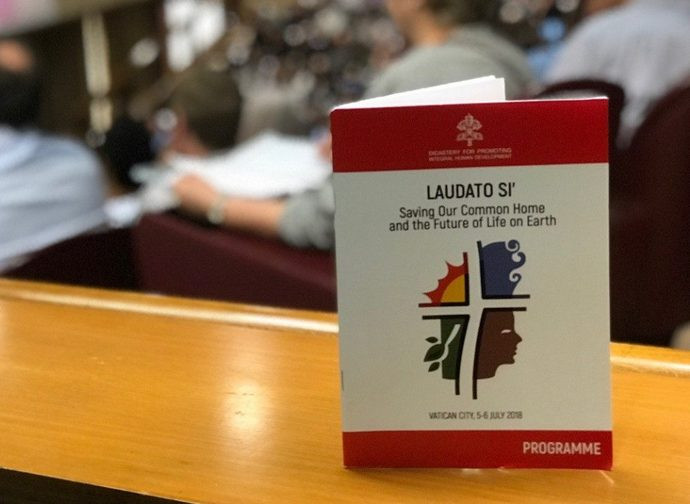 DICASTERY FOR PROMOTING
INTEGRAL HUMAN DEVELOPMENT
LAUDATO SI'
Saving Our Common Home
and the Future of Life on Earth
VATICAN CITY, 5-6 JULY 2018
PROGRAMME